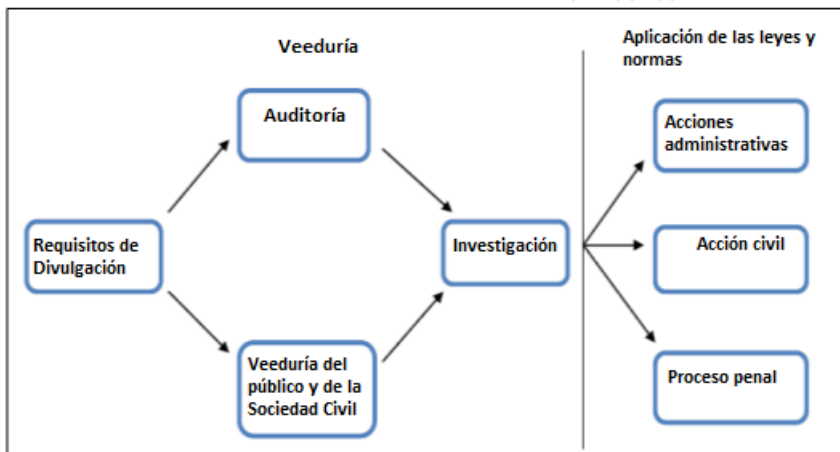 Veeduría
Aplicación de las leyes y
normas
Auditoría
Acciones
administrativas
Requisitos de
Divulgación
Investigación
Acción civil
Veeduría del
público y de la
Sociedad Civil
Proceso penal